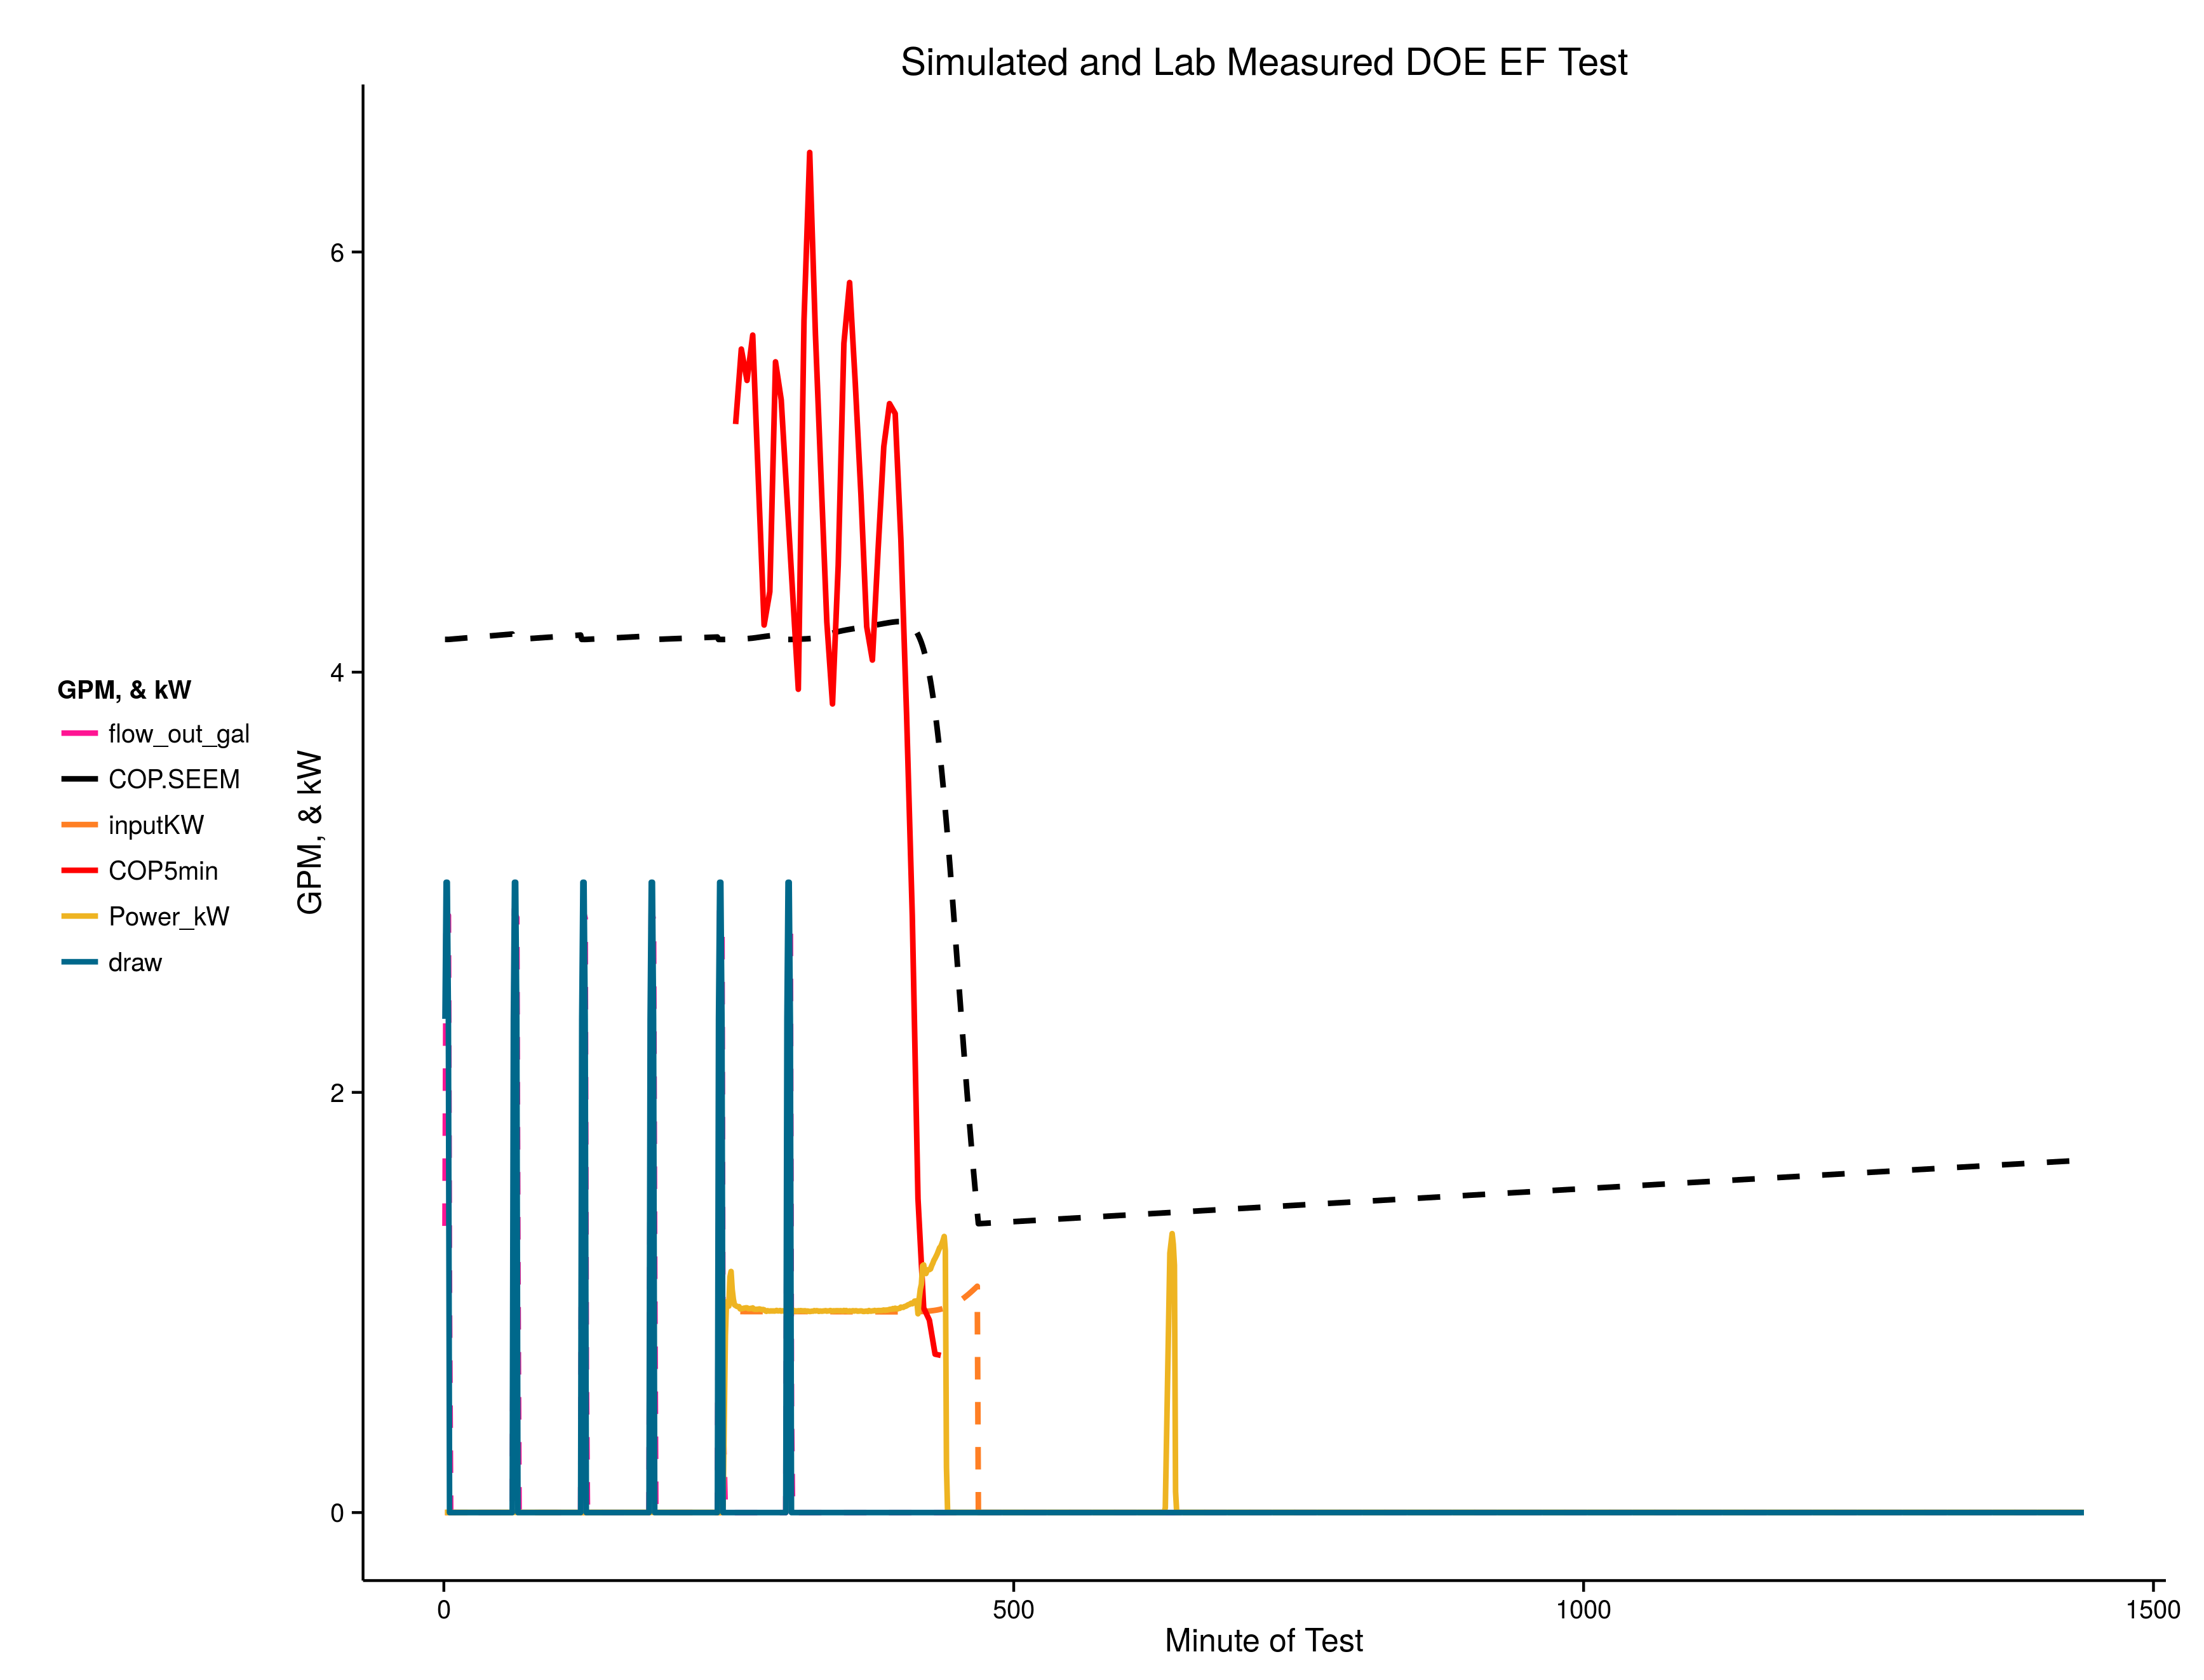 Simulated and Lab Measured DOE EF Test
GPM, & kW
flow_out_gal
COP.SEEM
inputKW
COP5min
Power_kW
draw
GPM, & kW
6
4
2
0
0
500
1000
1500
Minute of Test